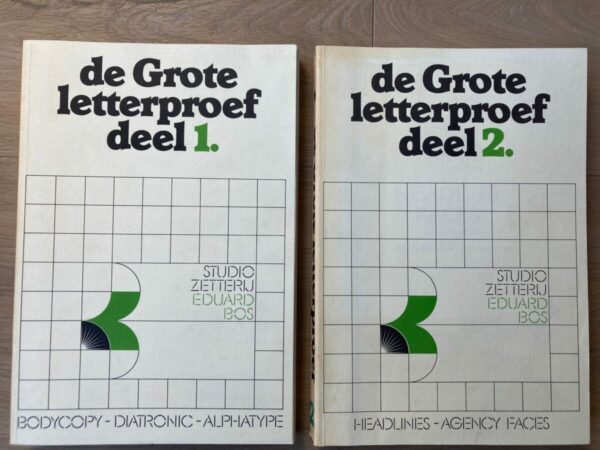 de Grote
letterproef
deel 1.
STUDIO
ZETTERIJ
EDUARD
BOS
BODYCOPY - DIATRONIC - ALPHATYPE
de Grote
letterproef
deel 2.
STUDIO
ZETTERIJ
EDUARD
BOS
HEADLINES - AGENCY FACES